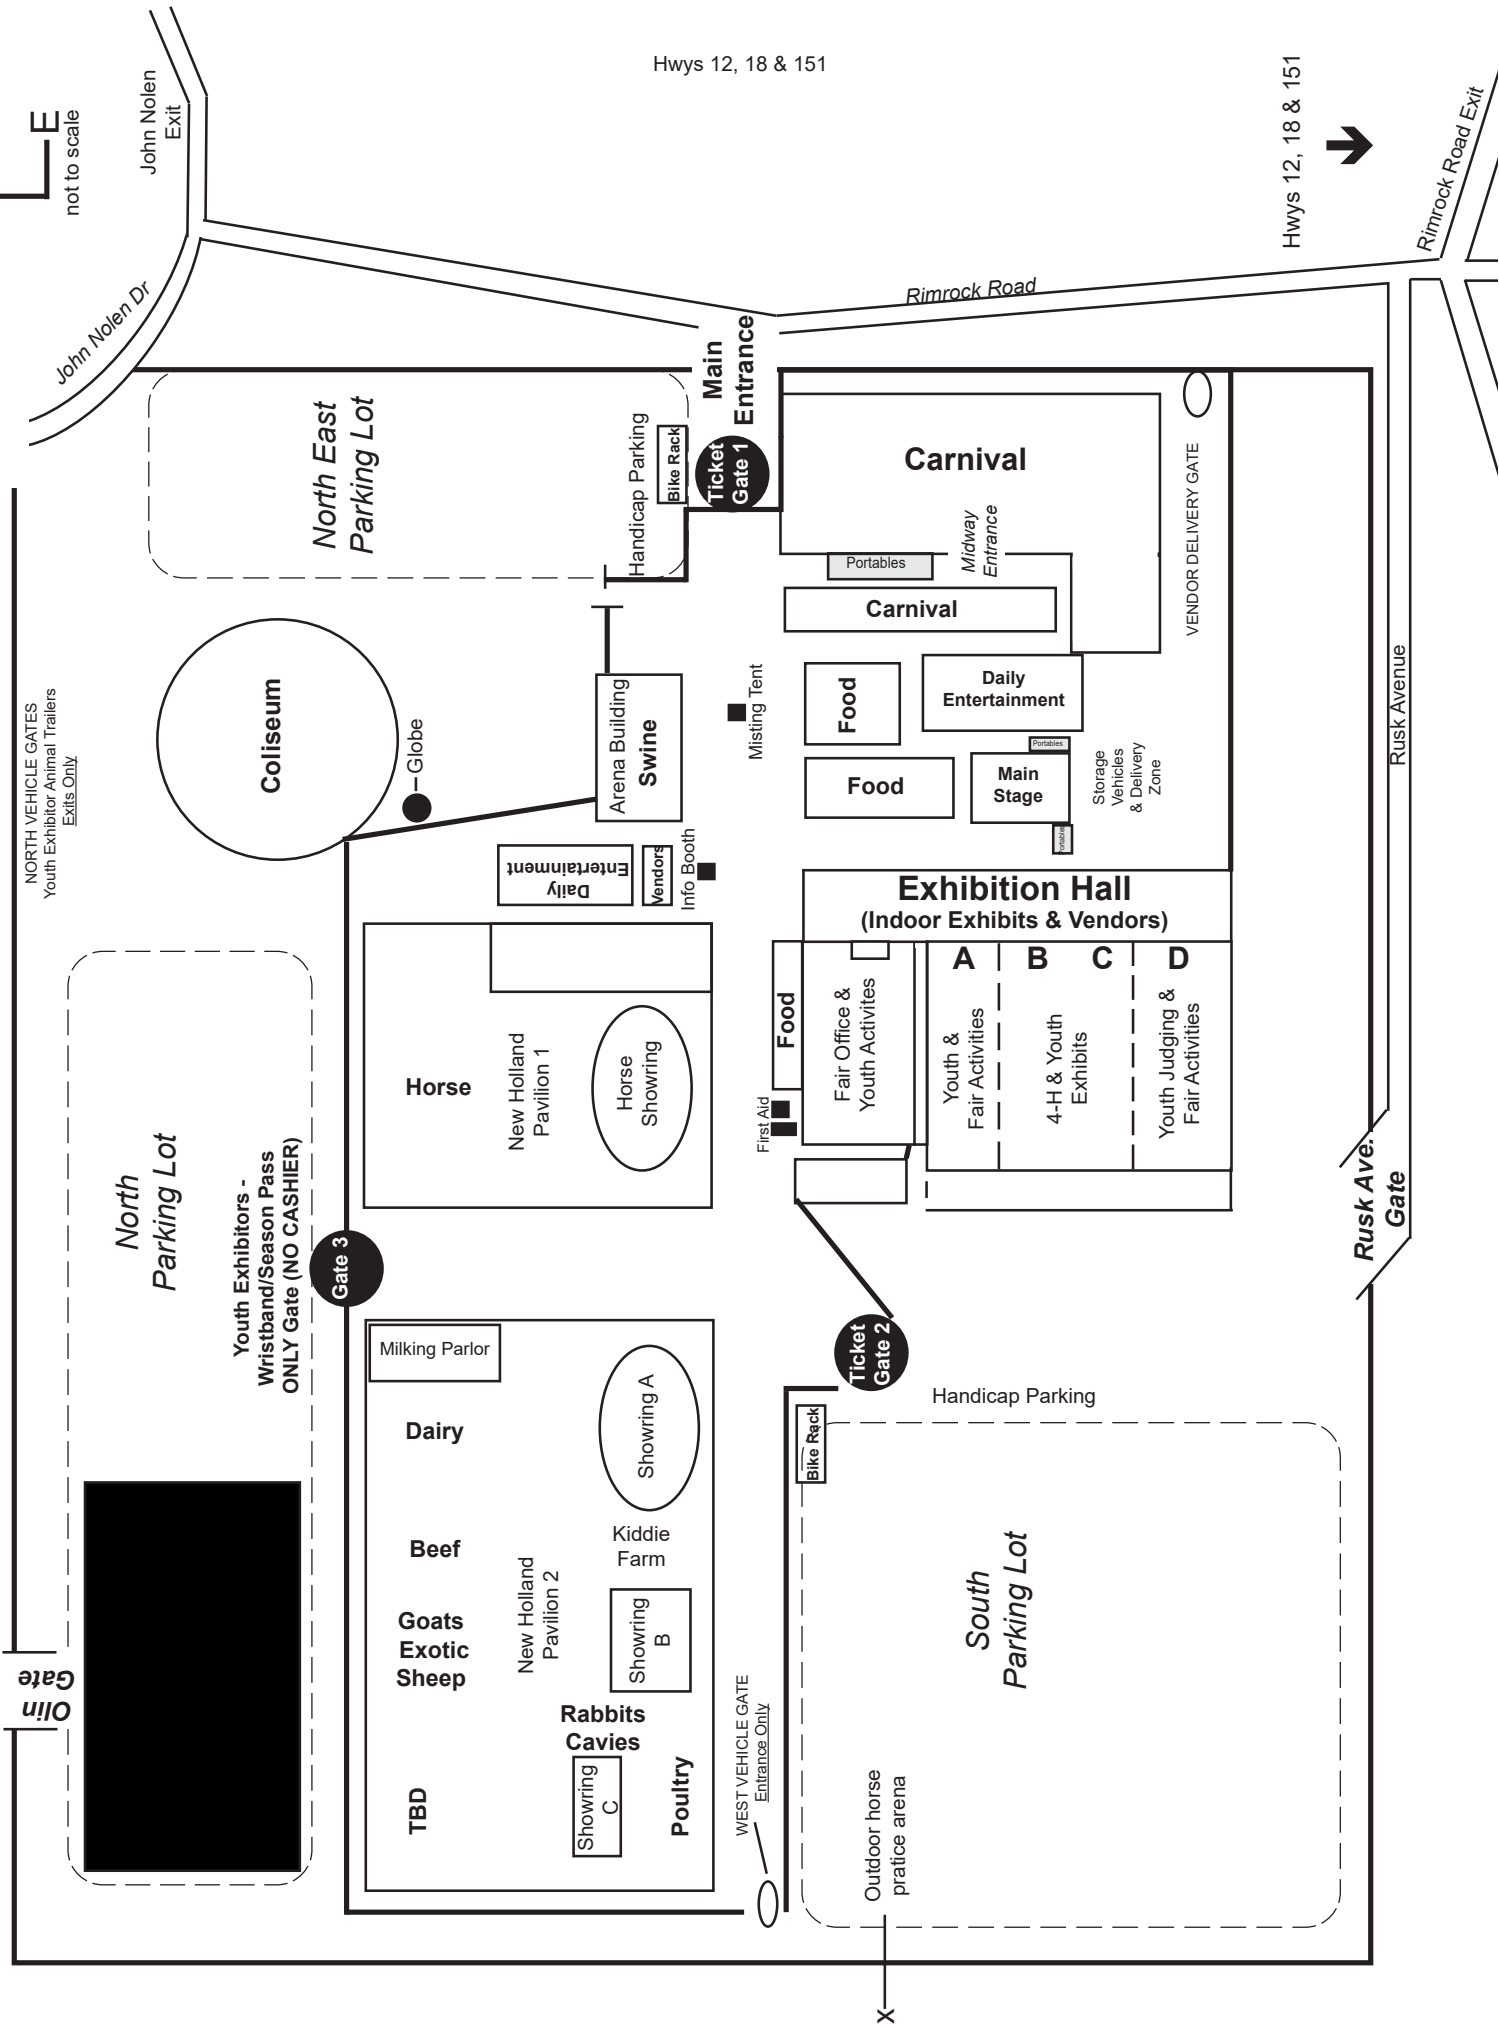 Hwys 12, 18 & 151
E
not to scale
John Nolen
Exit
Hwys 12, 18 & 151
Rimrock Road Exit
John Nolen Dr
Rimrock Road
Main
Entrance
North East
Parking Lot
Handicap Parking
Bike Rack
Ticket
Gate 1
Carnival
VENDOR DELIVERY GATE
Midway
Entrance
Portables
Carnival
NORTH VEHICLE GATES
Youth Exhibitor Animal Trailers
Exits Only
Coliseum
Globe
Arena Building
Swine
Misting Tent
Food
Daily
Entertainment
Rusk Avenue
Portables
Food
Main
Stage
Storage
Vehicles
& Delivery
Zone
Portables
Daily
Entertainment
Vendors
Info Booth
Exhibition Hall
(Indoor Exhibits & Vendors)
A
B
C
D
Food
Fair Office &
Youth Activites
Youth &
Fair Activities
4-H & Youth
Exhibits
Youth Judging &
Fair Activities
First Aid
Horse
New Holland
Pavilion 1
Horse
Showring
North
Parking Lot
Youth Exhibitors -
Wristband/Season Pass
ONLY Gate (NO CASHIER)
Gate 3
Rusk Ave.
Gate
Milking Parlor
Ticket
Gate 2
Handicap Parking
Bike Rack
Dairy
Showring A
Beef
Kiddie
Farm
Goats
Exotic
Sheep
New Holland
Pavilion 2
Showring
B
South
Parking Lot
Olin
Gate
Rabbits
Cavies
WEST VEHICLE GATE
Entrance Only
TBD
Showring
C
Poultry
Outdoor horse
pratice arena
X